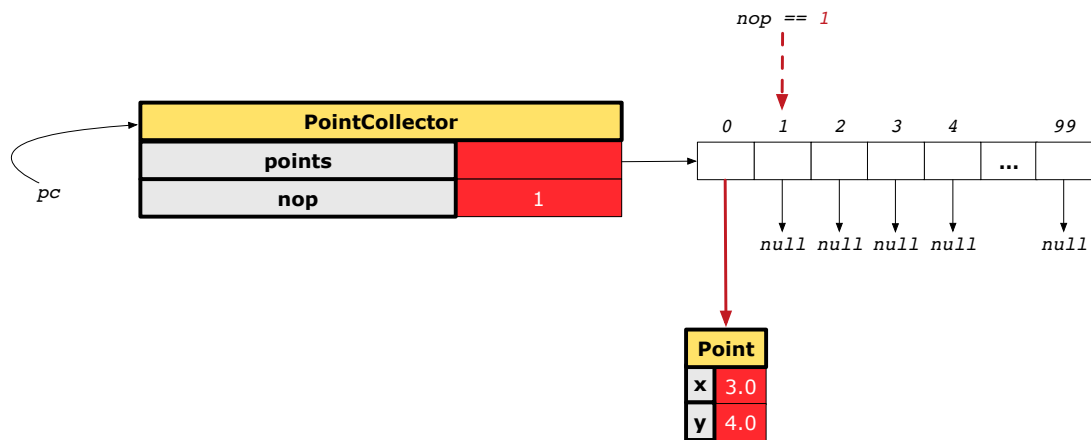 nop == 1
PointCollector
0 1 2 3 4 99
points
...
pc
nop 1
null null null null null
Point
x 3.0
y 4.0